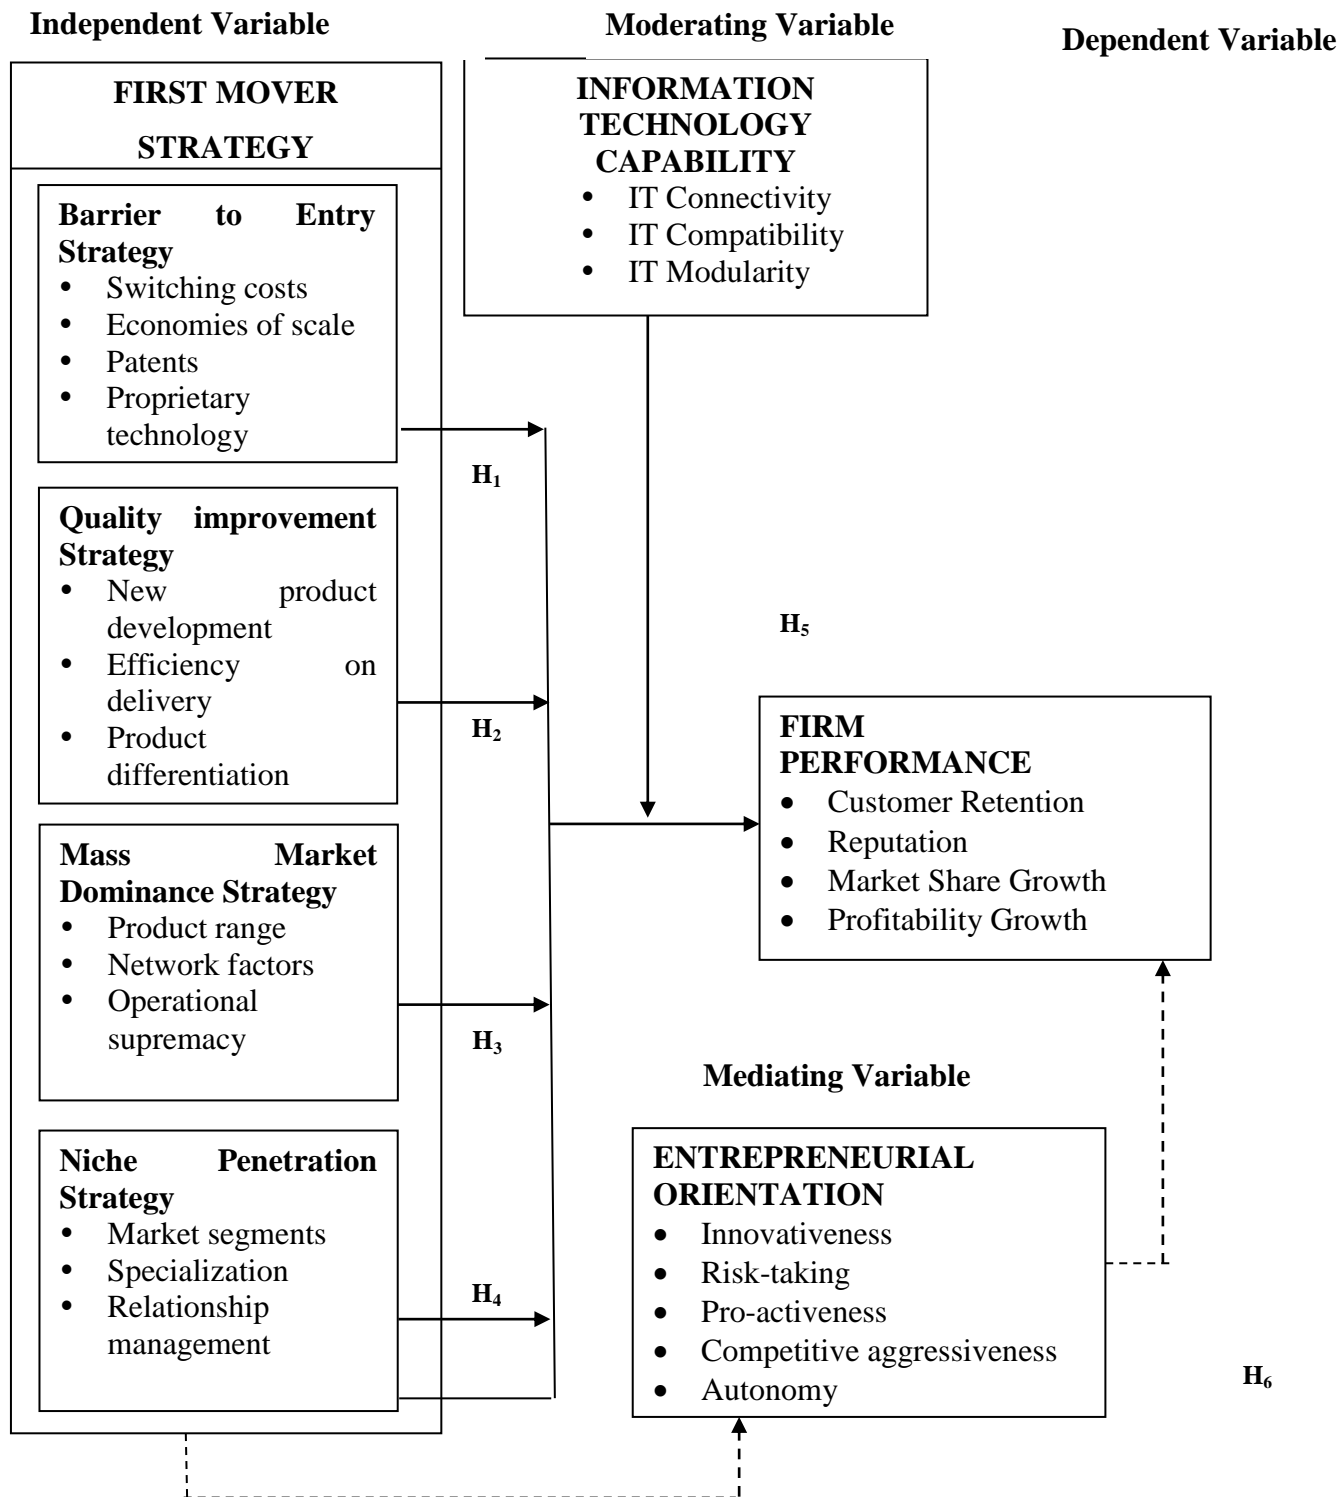 Independent Variable
Moderating Variable
Dependent Variable
FIRST MOVER
STRATEGY
Barrier to Entry
Strategy
• Switching costs
• Economies of scale
• Patents
• Proprietary
technology
H₁
Quality improvement
Strategy
• New product
development
• Efficiency on
delivery
• Product
differentiation
H₂
Mass Market
Dominance Strategy
• Product range
• Network factors
• Operational
supremacy
H₃
Niche Penetration
Strategy
• Market segments
• Specialization
• Relationship
management
H₄
INFORMATION
TECHNOLOGY
CAPABILITY
• IT Connectivity
• IT Compatibility
• IT Modularity
H₅
FIRM
PERFORMANCE
• Customer Retention
• Reputation
• Market Share Growth
• Profitability Growth
Mediating Variable
ENTREPRENEURIAL
ORIENTATION
• Innovativeness
• Risk-taking
• Pro-activeness
• Competitive aggressiveness
• Autonomy
H₆